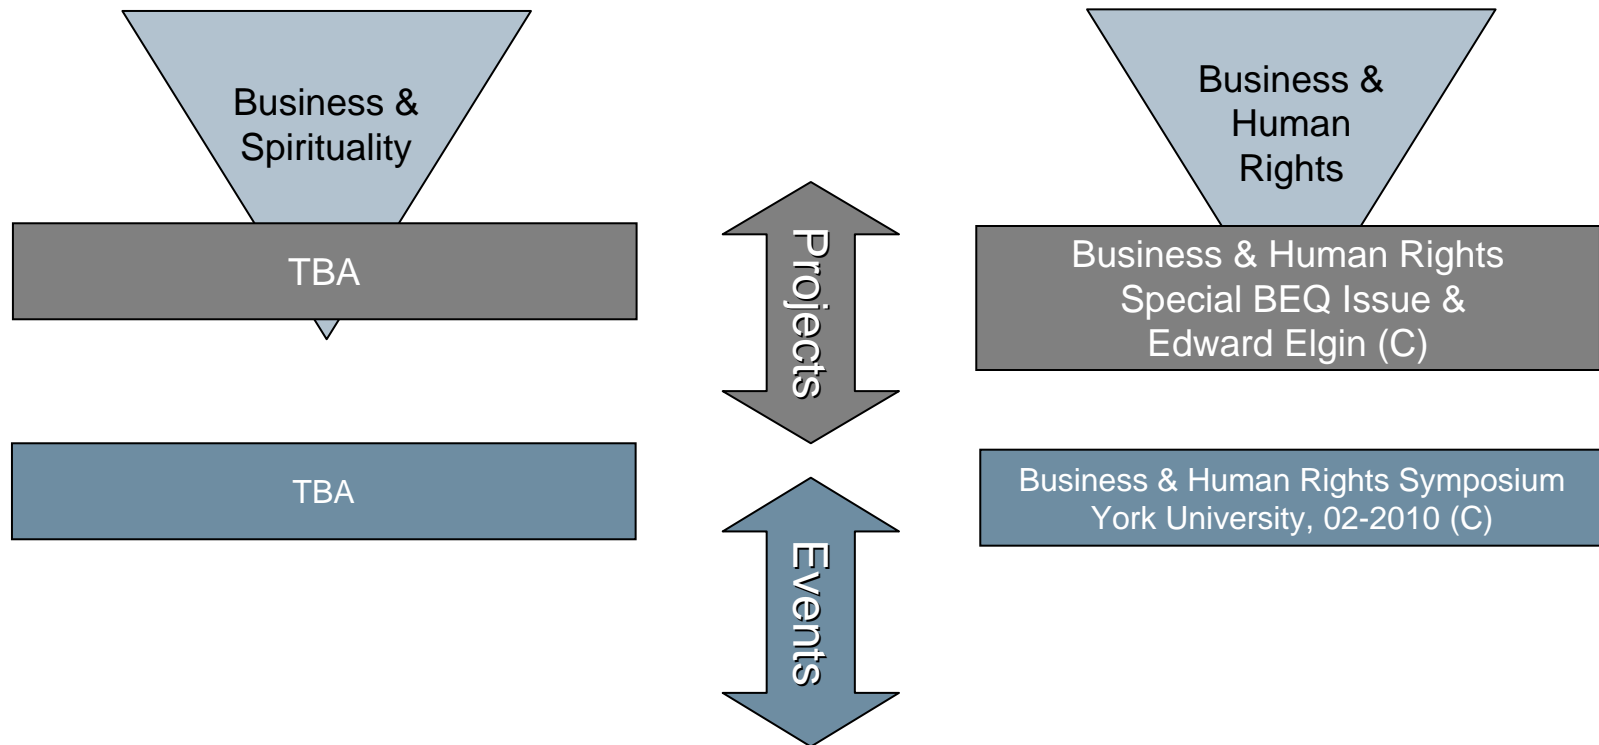 Business &
Spirituality
TBA
TBA
Projects
Events
Business &
Human
Rights
Business & Human Rights
Special BEQ Issue &
Edward Elgin (C)
Business & Human Rights Symposium
York University, 02-2010 (C)